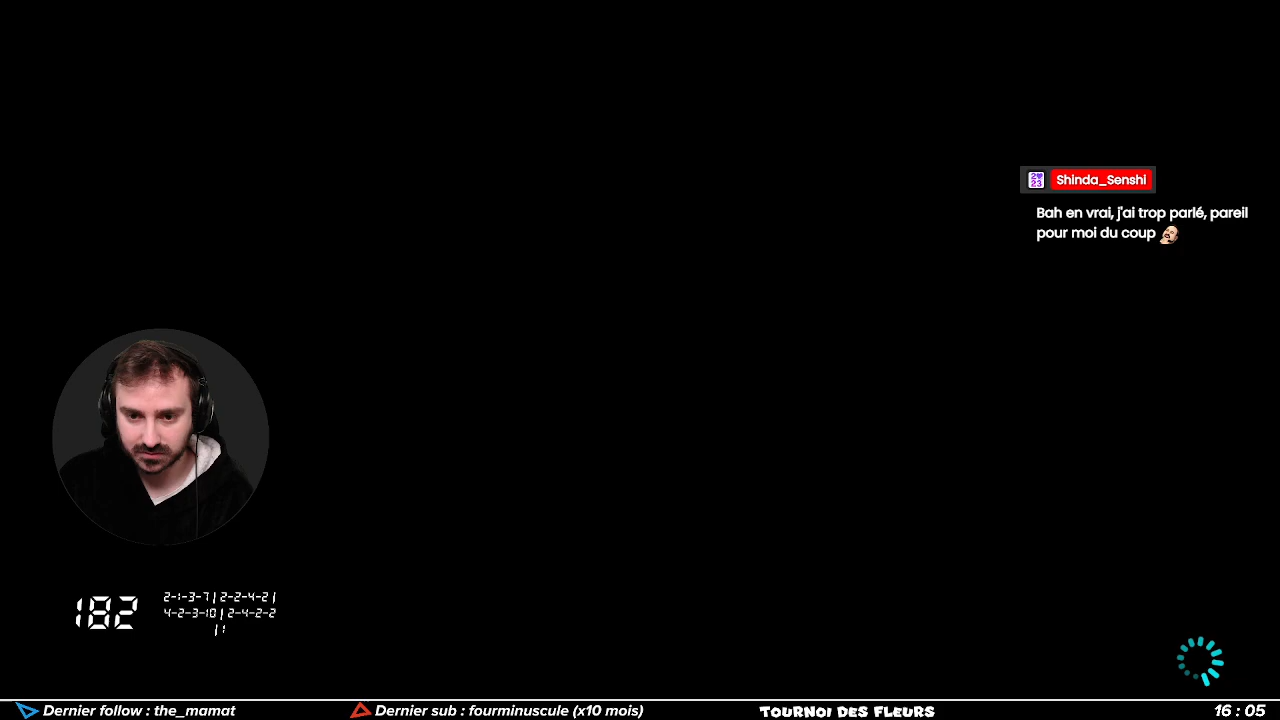 Shinda_Senshi
Bah en vrai, j'ai trop parlé, pareil
pour moi du coup
182
2-1-3-7 | 2-2-4-2 |
4-2-3-10 | 2-4-2-2
| 1
Dernier follow : the_mamat
Dernier sub : fourminuscule (x10 mois)
TOURNOI DES FLEURS
16 : 05